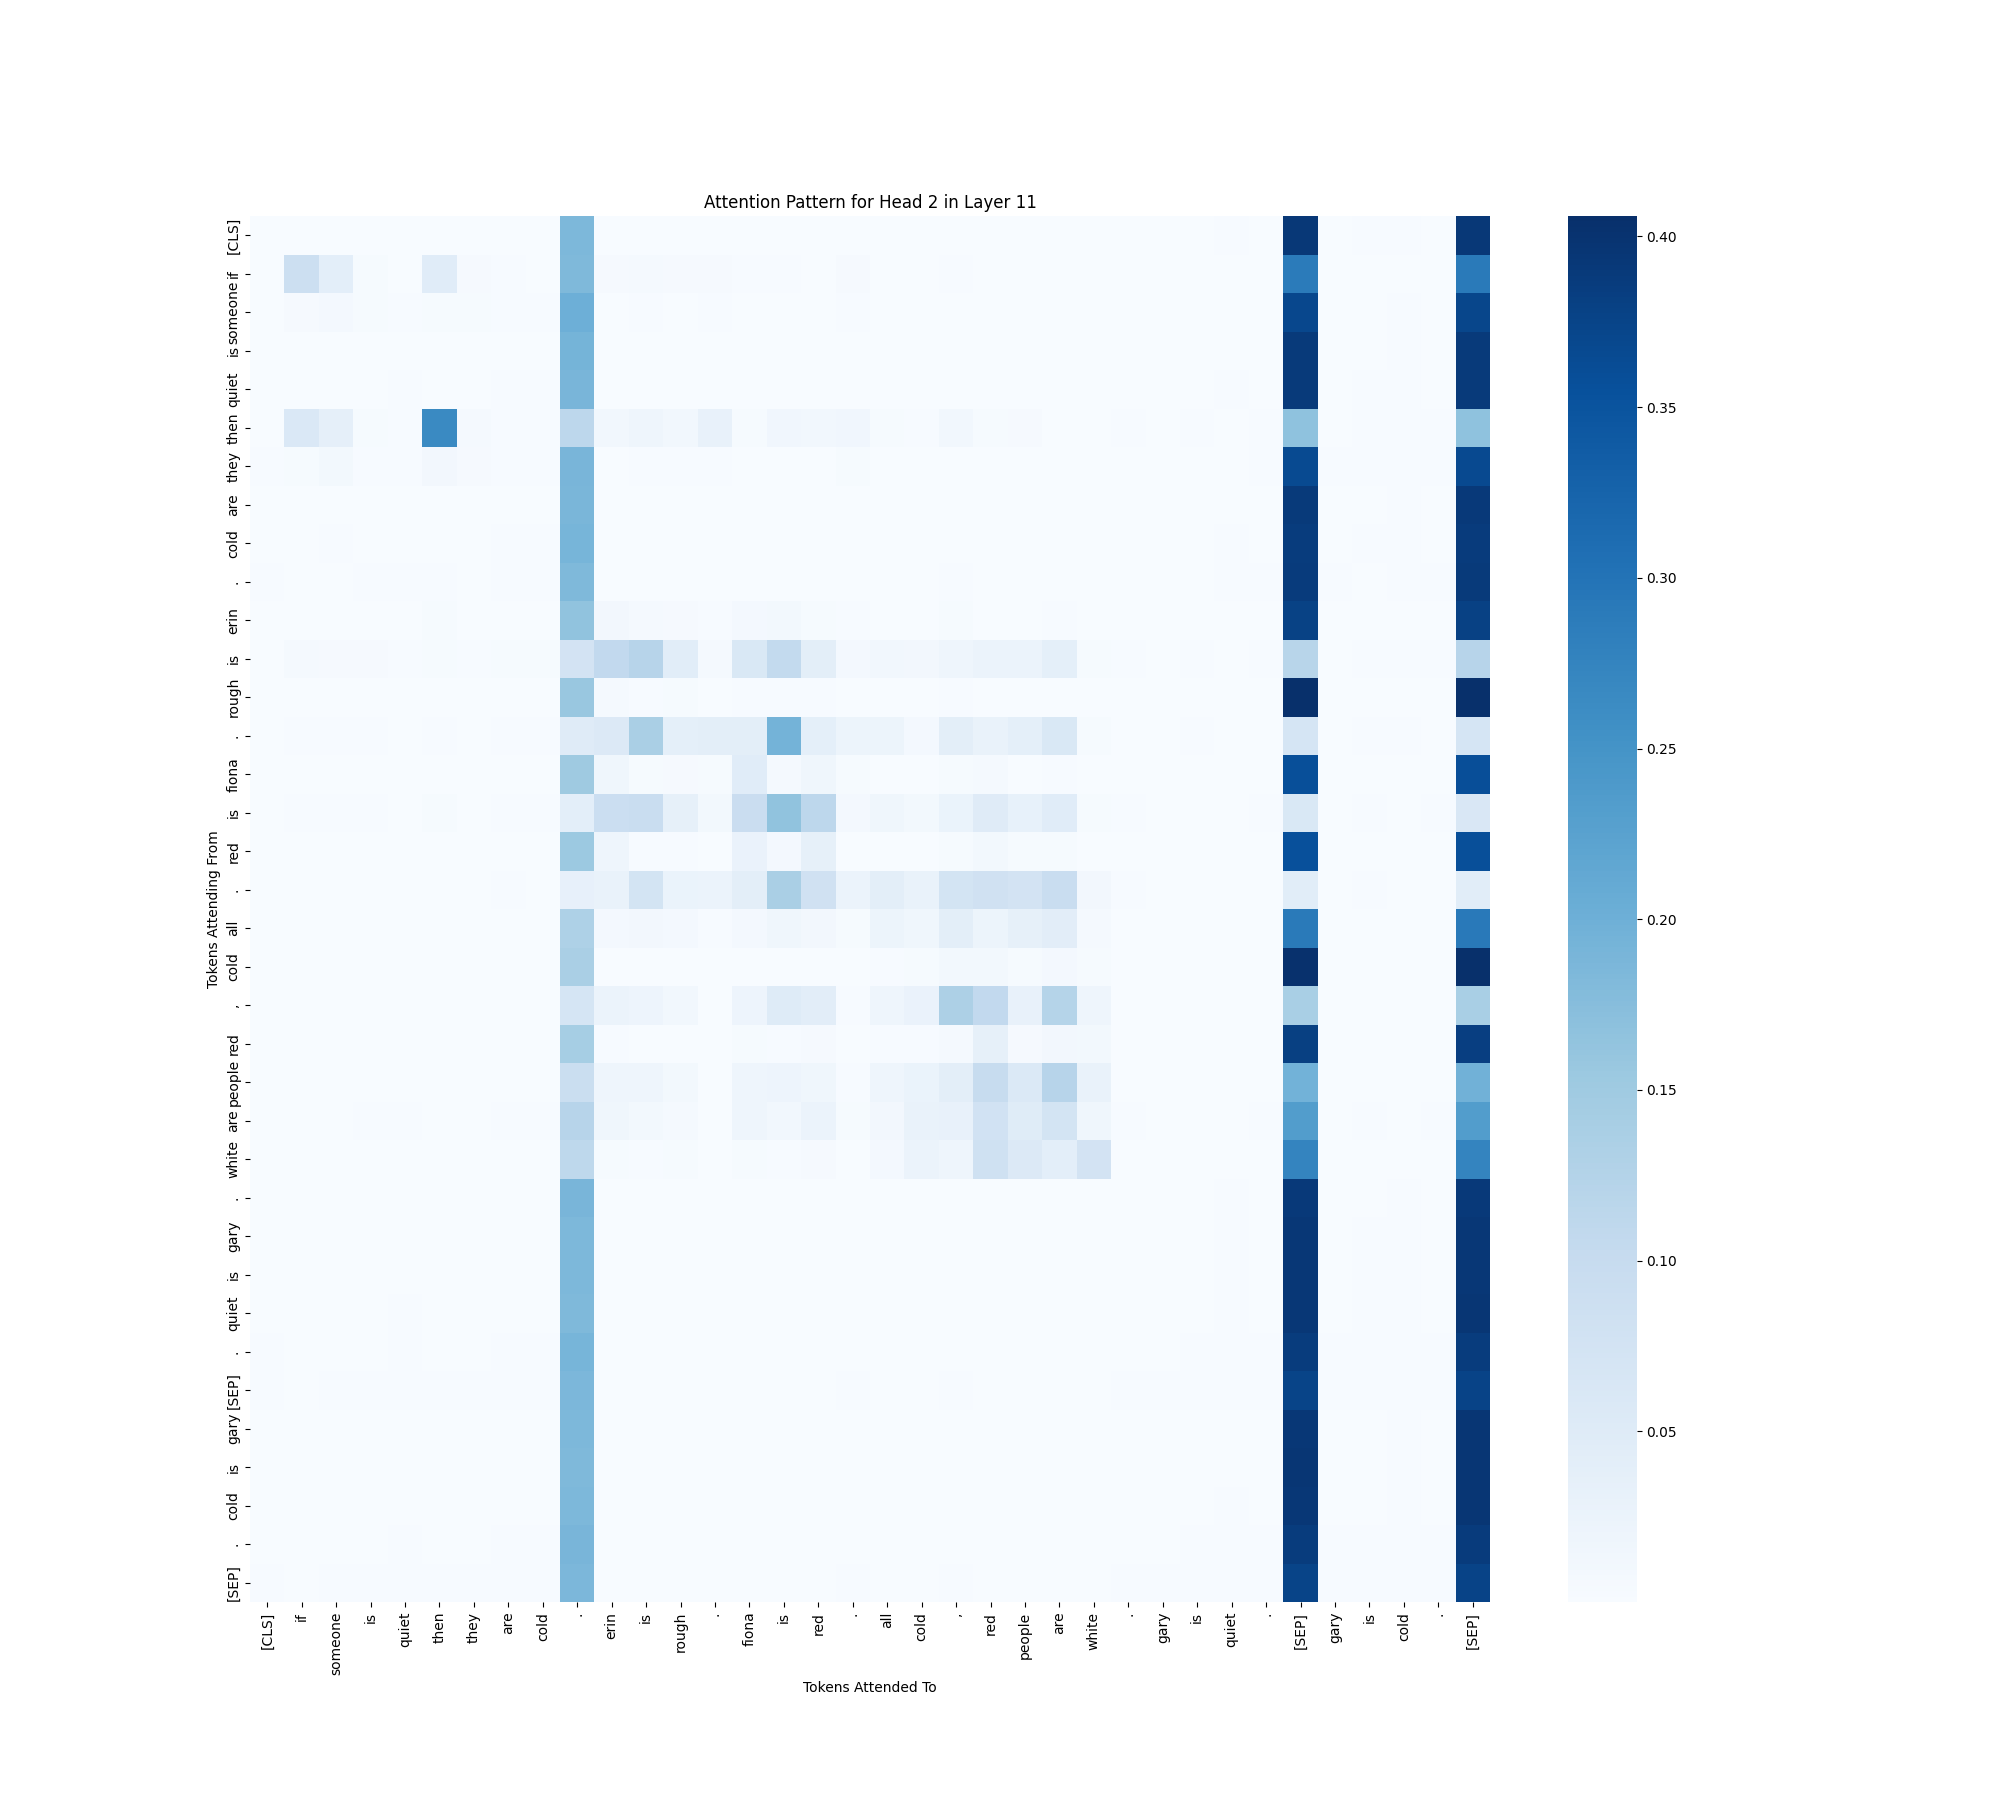 Attention Pattern for Head 2 in Layer 11
Tokens Attending From
[CLS]
if
someone
is
quiet
then
they
are
cold
.
erin
is
rough
.
fiona
is
red
.
all
cold
,
red
people
are
white
.
gary
is
quiet
.
[SEP]
gary
is
cold
.
[SEP]
[CLS] if someone is quiet then they are cold . erin is rough . fiona is red . all cold , red people are white . gary is quiet . [SEP] gary is cold . [SEP]
Tokens Attended To
0.40
0.35
0.30
0.25
0.20
0.15
0.10
0.05